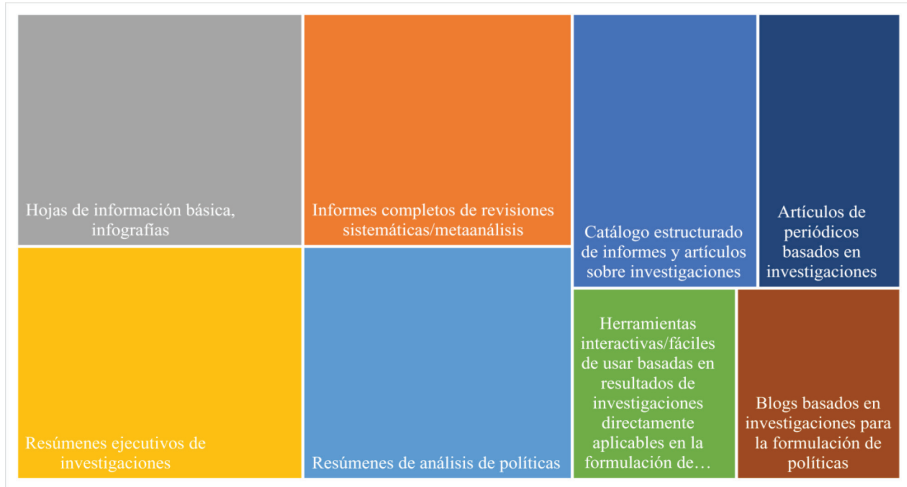 Hojas de información básica,
infografías
Informes completos de revisiones
sistemáticas/metaanálisis
Catálogo estructurado
de informes y artículos
sobre investigaciones
Artículos de
periódicos
basados en
investigaciones
Resúmenes ejecutivos de
investigaciones
Resúmenes de análisis de políticas
Herramientas
interactivas/fáciles
de usar basadas en
resultados de
investigaciones
directamente
aplicables en la
formulación de…
Blogs basados en
investigaciones para
la formulación de
políticas